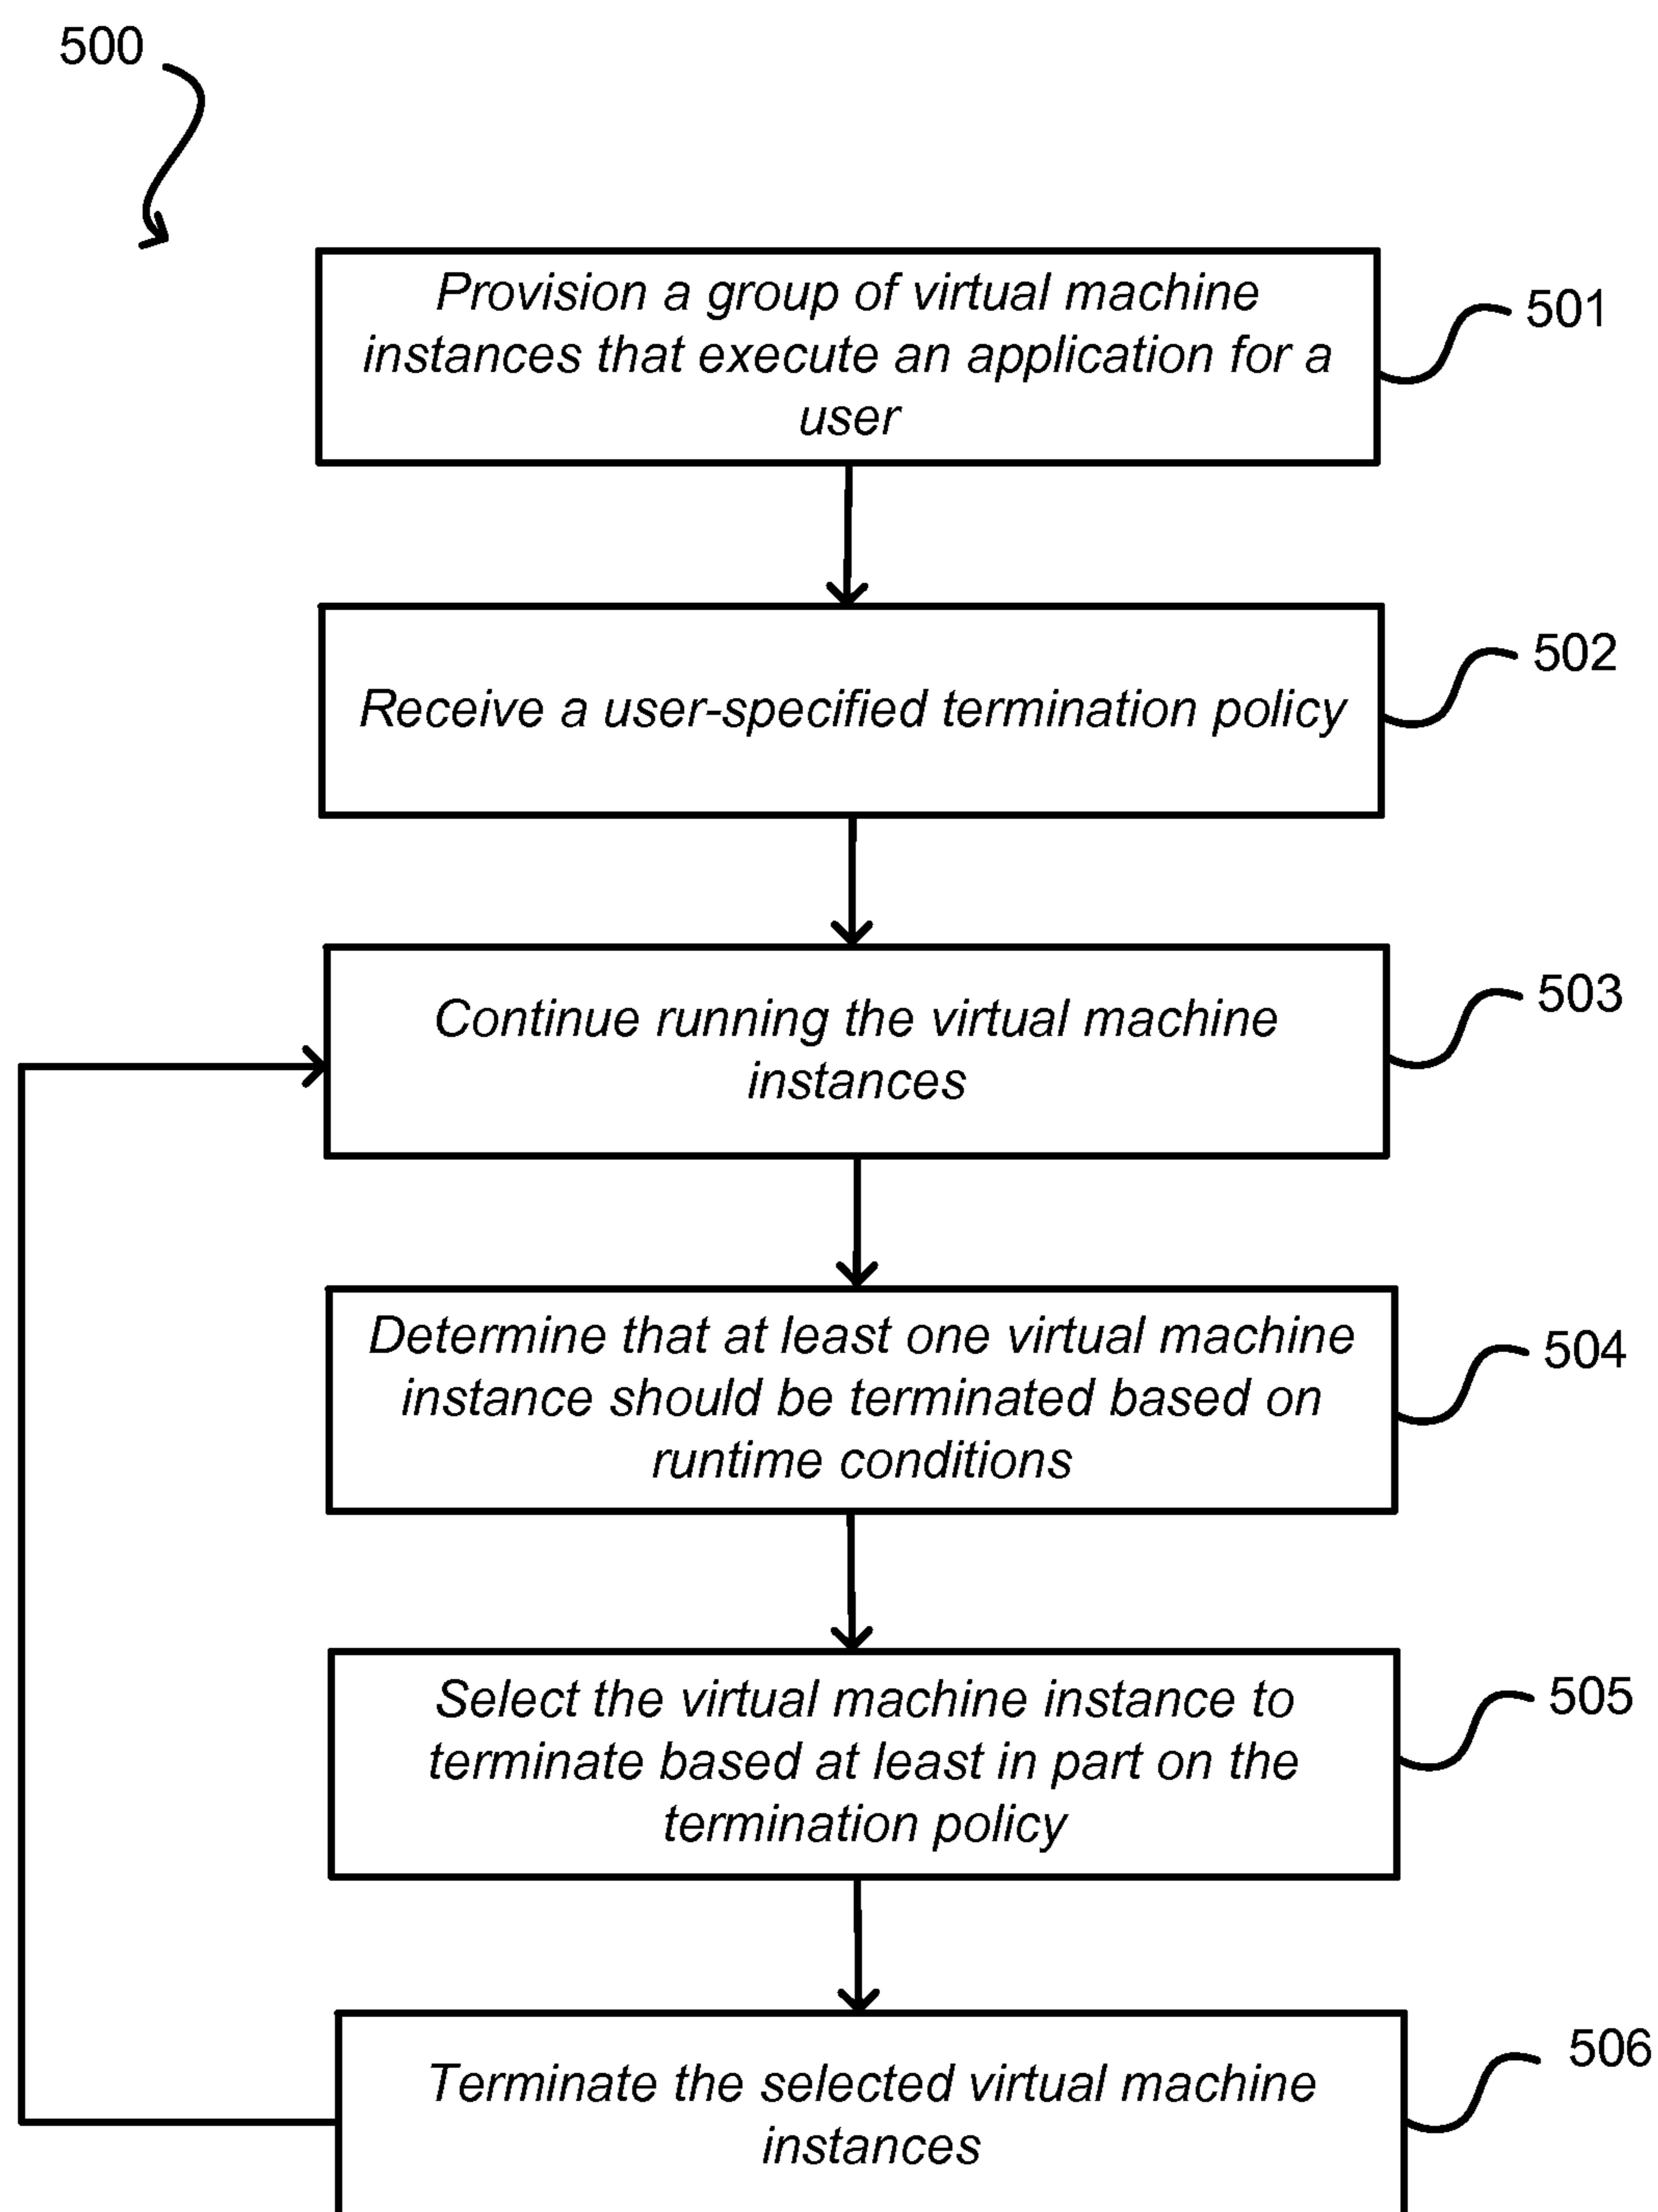 500
Provision a group of virtual machine
instances that execute an application for a
user
501
Receive a user-specified termination policy
502
Continue running the virtual machine
instances
503
Determine that at least one virtual machine
instance should be terminated based on
runtime conditions
504
Select the virtual machine instance to
terminate based at least in part on the
termination policy
505
Terminate the selected virtual machine
instances
506